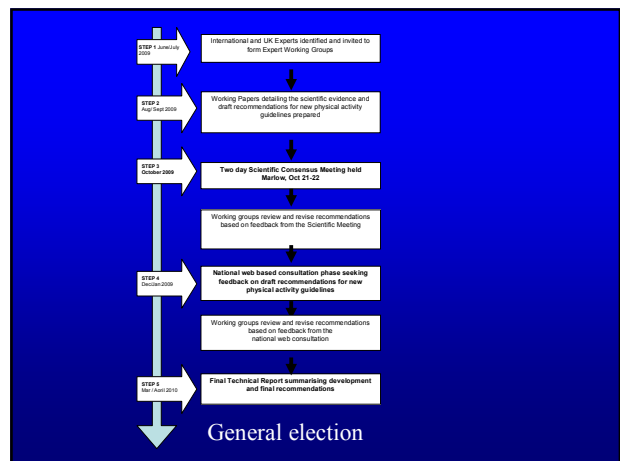 International and UK Experts identified and invited to
form Expert Working Groups
STEP 1 June/July
2009
Working Papers detailing the scientific evidence and
draft recommendations for new physical activity
guidelines prepared
STEP 2
Aug/ Sept 2009
Two day Scientific Consensus Meeting held
Marlow, Oct 21-22
STEP 3
October 2009
Working groups review and revise recommendations
based on feedback from the Scientific Meeting
National web based consultation phase seeking
feedback on draft recommendations for new
physical activity guidelines
STEP 4
Dec/Jan 2009
Working groups review and revise recommendations
based on feedback from the
national web consultation
Final Technical Report summarising development
and final recommendations
STEP 5
Mar / April 2010
General election